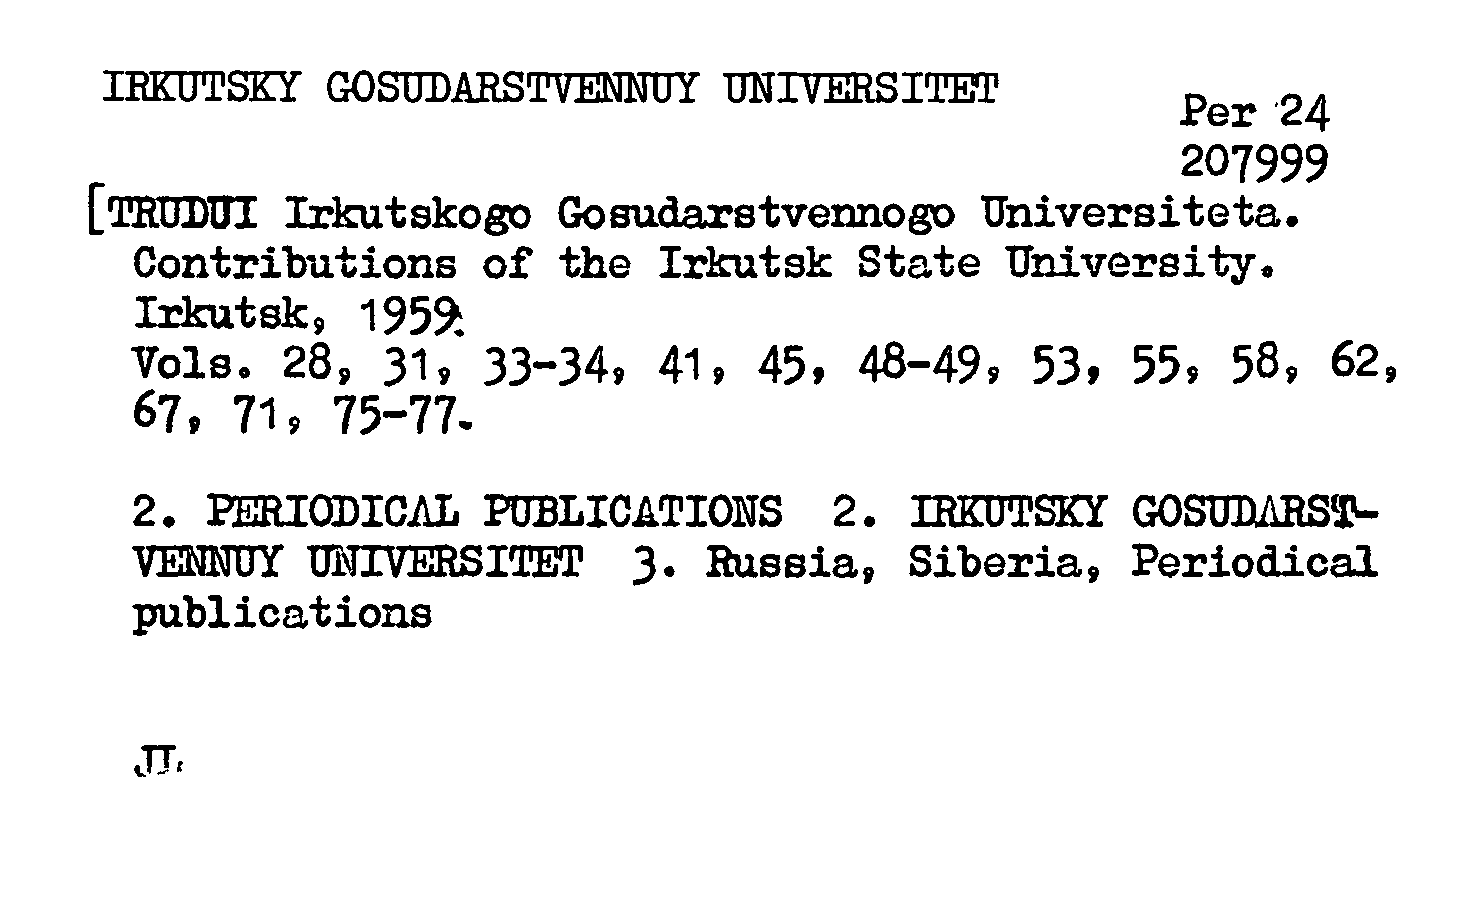 IRKUTSKY GOSUDARSTVENNUY UNIVERSITET
Per 24
207999
[TRUDUI Irkutskogo Gosudarstvennogo Universiteta.
Contributions of the Irkutsk State University.
Irkutsk, 1959.
Vols. 28, 31, 33-34, 41, 45, 48-49, 53, 55, 58, 62,
67, 71, 75-77.
2. PERIODICAL PUBLICATIONS 2. IRKUTSKY GOSUDARST-
VENNUY UNIVERSITET 3. Russia, Siberia, Periodical
publications